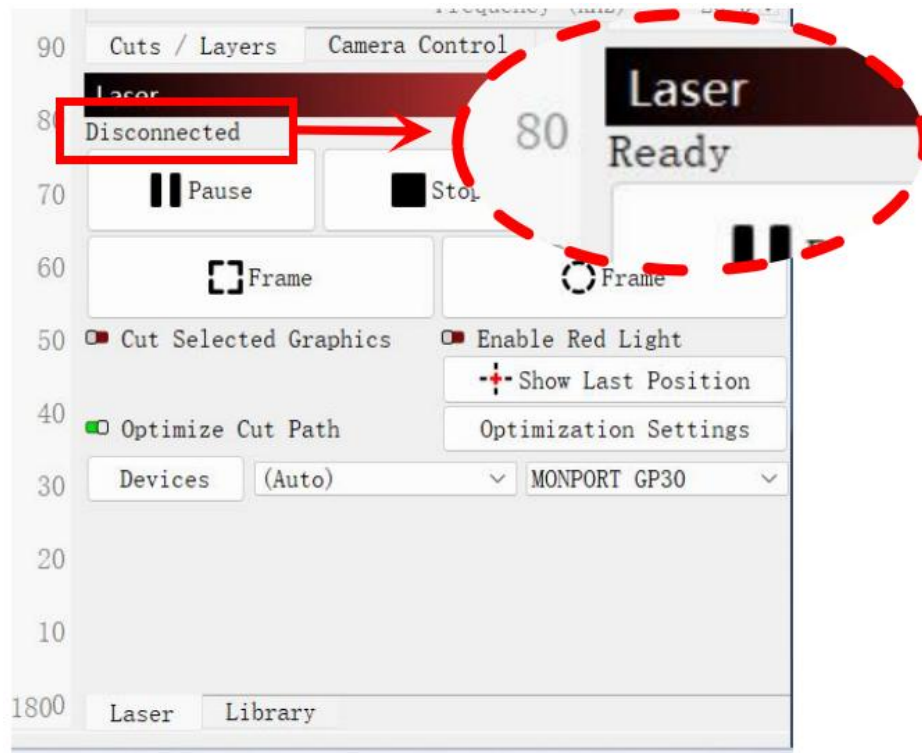 90
Cuts / Layers
Camera Control
Laser
80
Disconnected
Laser
80
Ready
70
Pause
60
Frame
Frame
50
Cut Selected Graphics
Enable Red Light
Show Last Position
40
Optimize Cut Path
Optimization Settings
30
Devices
(Auto)
MONPORT GP30
20
10
1800
Laser
Library